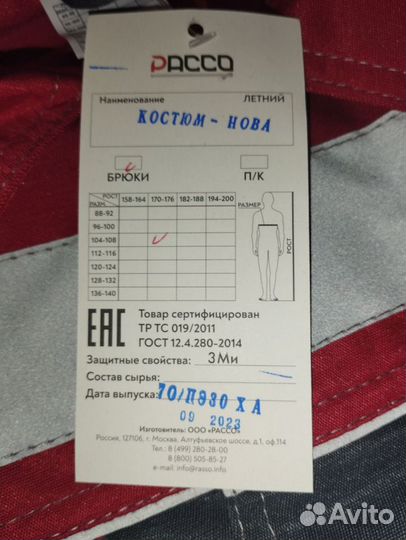 РАССО
Наименование ЛЕТНИЙ
КОСТЮМ - НОВА
БРЮКИ П/К
РОСТ РАЗМ. 158-164 170-176 182-188 194-200
88-92
96-100
104-108
112-116
120-124
128-132
136-140
РАЗМЕР
РОСТ
ЕАС
Товар сертифицирован
ТР ТС 019/2011
ГОСТ 12.4.280-2014
Защитные свойства: ЗМи
Состав сырья:
70/ПЭ30 ХА
Дата выпуска:
09 2023
Изготовитель: ООО «РАССО»
Россия, 127106, г. Москва, Алтуфьевское шоссе, д.1, оф.114
Тел. 8 (499) 280-28-00
8 (800) 505-85-27
e-mail: info@rasso.info
Avito